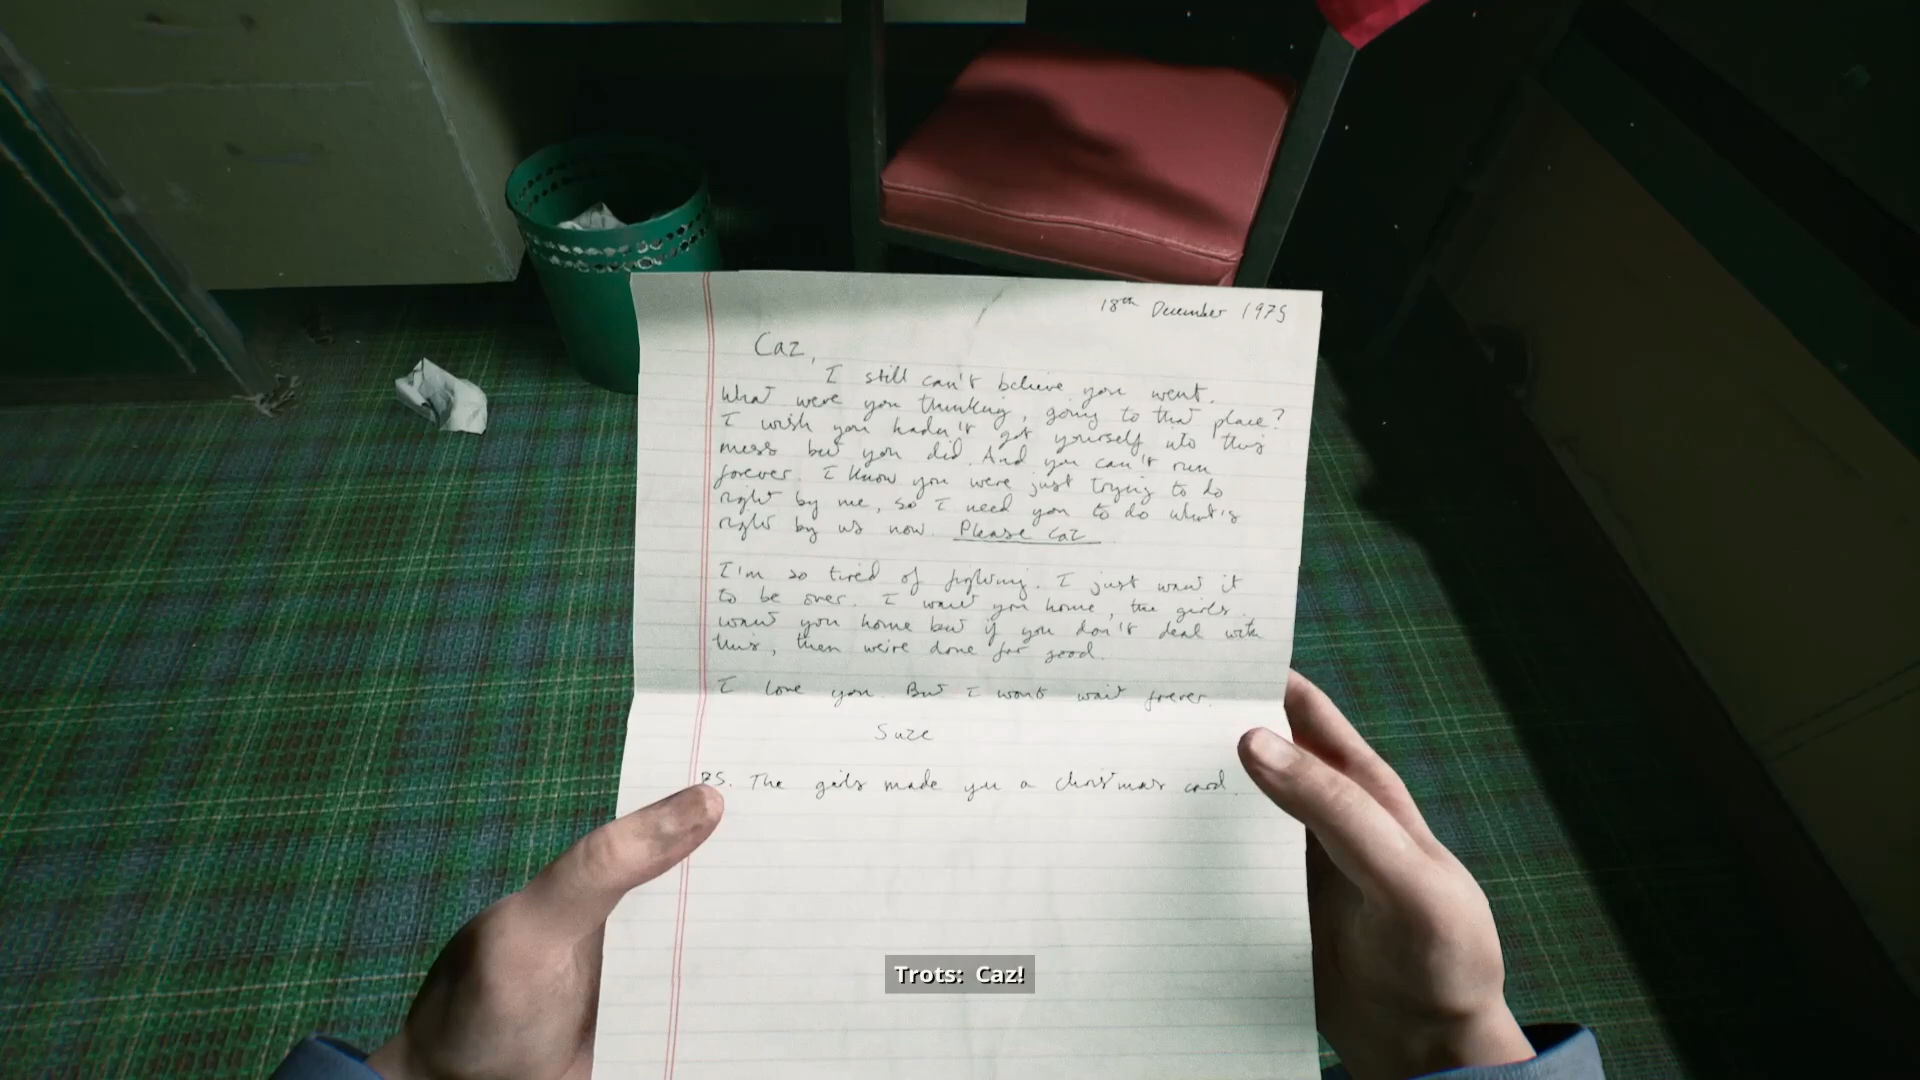 18th December 1975
Caz,
I still can't believe you went.
What were you thinking, going to that place?
I wish you hadn't got yourself into this
mess but you did. And you can't run
forever. I know you were just trying to do
right by me, so I need you to do what's
right by us now. Please Caz
I'm so tired of fighting. I just want it
to be over. I want you home, the girls
want you home but if you don't deal with
this, then we're done for good.
I love you. But I wont wait forever.
Suze
PS. The girls made you a christmas card.
Trots: Caz!